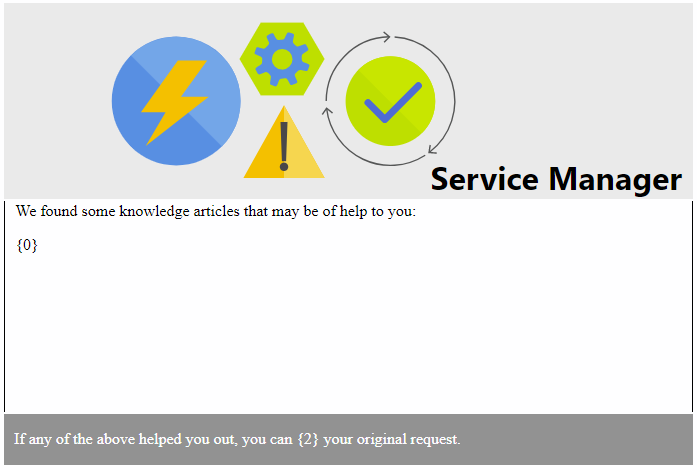 Service Manager
We found some knowledge articles that may be of help to you:
{0}
If any of the above helped you out, you can {2} your original request.